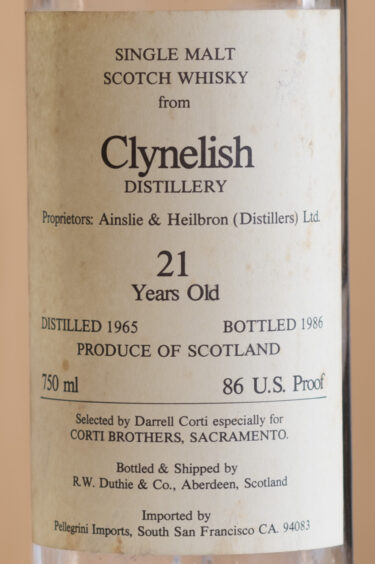 SINGLE MALT
SCOTCH WHISKY
from
Clynelish
DISTILLERY
Proprietors: Ainslie & Heilbron (Distillers) Ltd.
21
Years Old
DISTILLED 1965 BOTTLED 1986
PRODUCE OF SCOTLAND
750 ml 86 U.S. Proof
Selected by Darrell Corti especially for
CORTI BROTHERS, SACRAMENTO.
Bottled & Shipped by
R.W. Duthie & Co., Aberdeen, Scotland
Imported by
Pellegrini Imports, South San Francisco CA. 94083